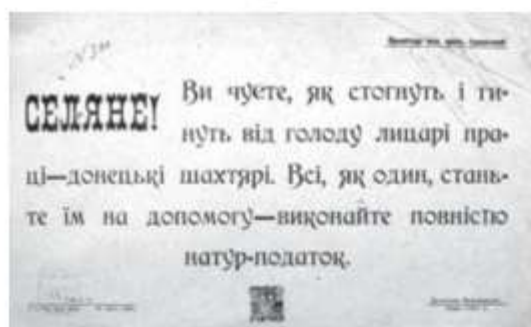 СЕЛЯНЕ! Ви чуєте, як стогнуть і ги-
нуть від голоду лицарі пра-
ці—донецькі шахтярі. Всі, як один, стань-
те їм на допомогу—виконайте повністю
натур-податок.